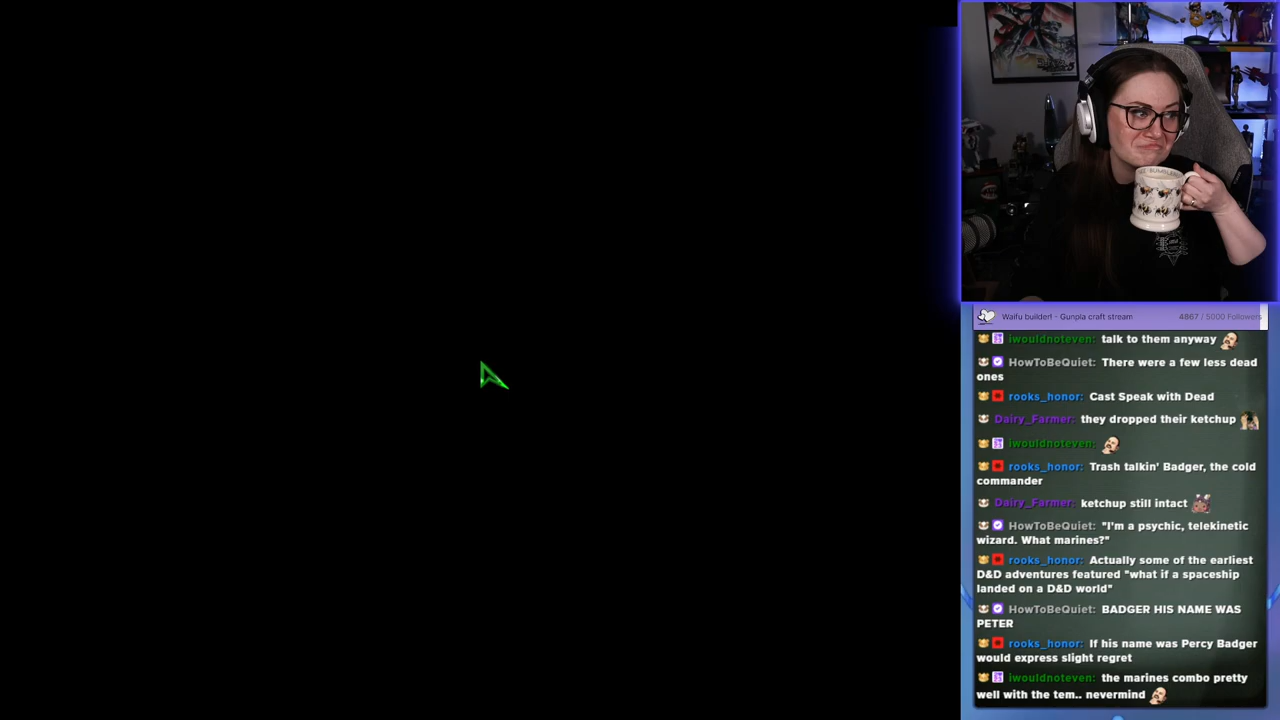 Waifu builder! - Gunpla craft stream 4867 / 5000 Followers
iwouldnoteven: talk to them anyway
HowToBeQuiet: There were a few less dead
ones
rooks_honor: Cast Speak with Dead
Dairy_Farmer: they dropped their ketchup
iwouldnoteven:
rooks_honor: Trash talkin' Badger, the cold
commander
Dairy_Farmer: ketchup still intact
HowToBeQuiet: "I'm a psychic, telekinetic
wizard. What marines?"
rooks_honor: Actually some of the earliest
D&D adventures featured "what if a spaceship
landed on a D&D world"
HowToBeQuiet: BADGER HIS NAME WAS
PETER
rooks_honor: If his name was Percy Badger
would express slight regret
iwouldnoteven: the marines combo pretty
well with the tem.. nevermind